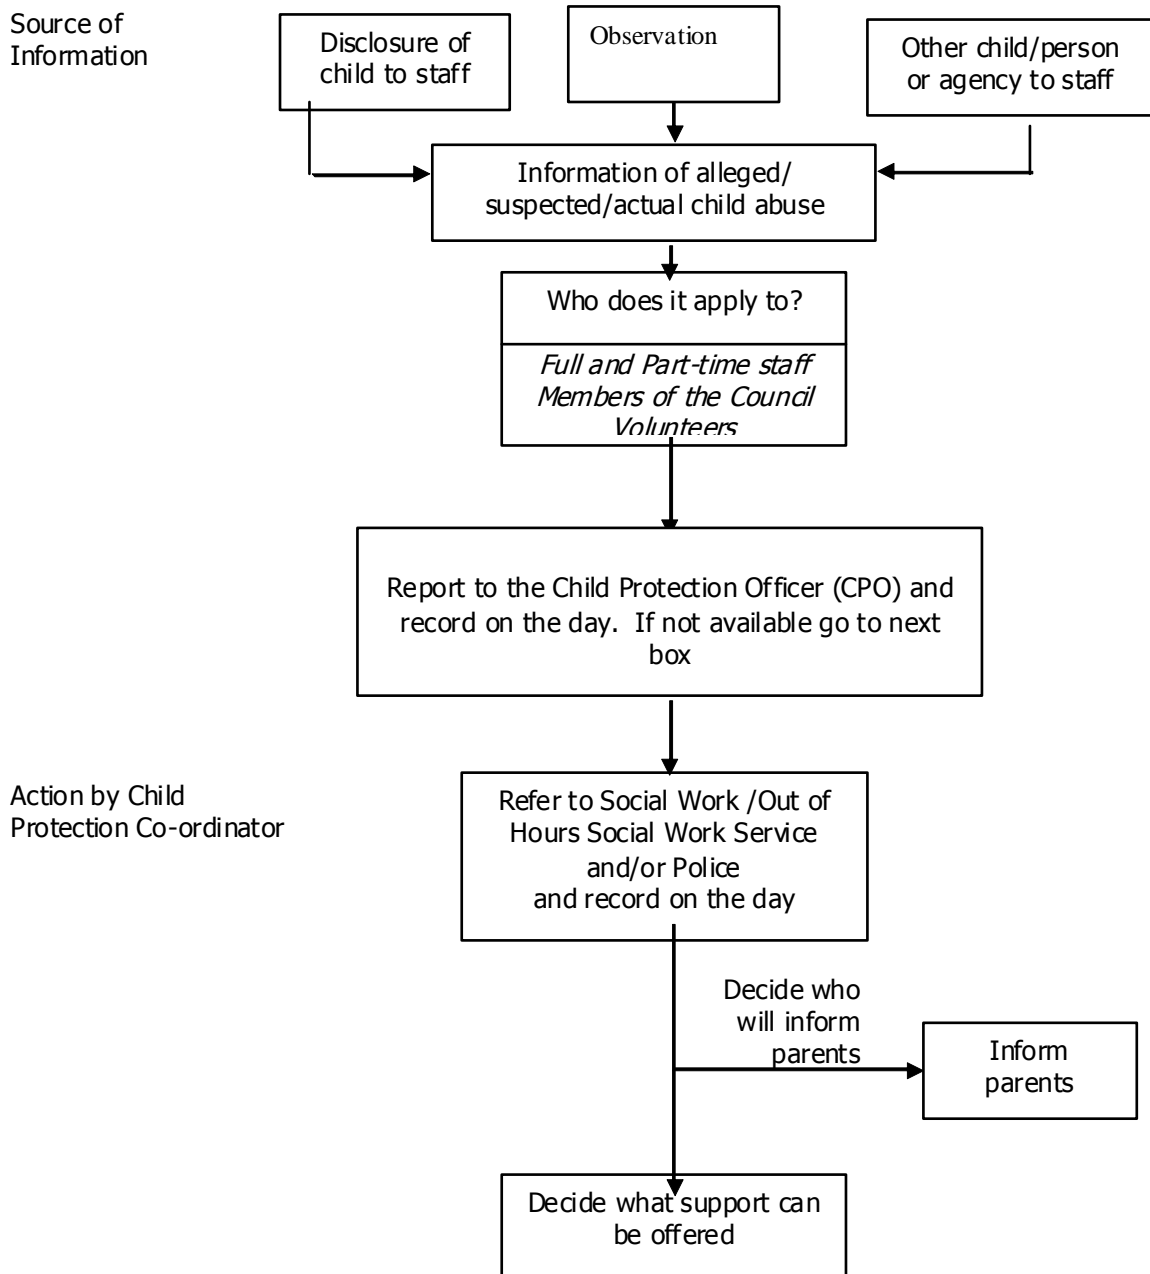 Source of
Information
Disclosure of
child to staff
Observation
Other child/person
or agency to staff
Information of alleged/
suspected/actual child abuse
Who does it apply to?
Full and Part-time staff
Members of the Council
Volunteers
Report to the Child Protection Officer (CPO) and
record on the day.  If not available go to next
box
Action by Child
Protection Co-ordinator
Refer to Social Work /Out of
Hours Social Work Service
and/or Police
and record on the day
Decide who
will inform
parents
Inform
parents
Decide what support can
be offered